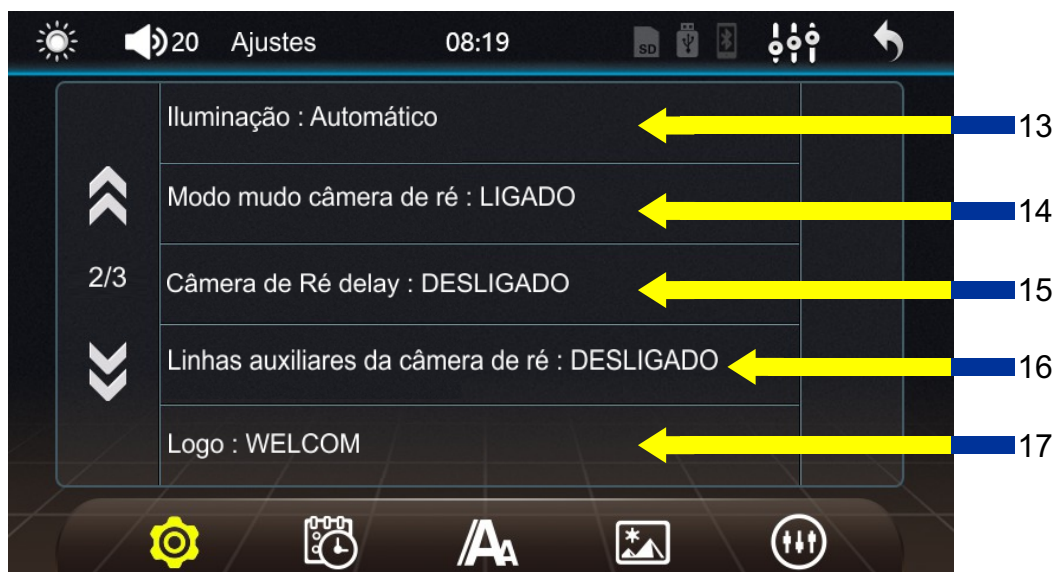 20 Ajustes 08:19 SD
Iluminação : Automático
13
Modo mudo câmera de ré : LIGADO
14
2/3
Câmera de Ré delay : DESLIGADO
15
Linhas auxiliares da câmera de ré : DESLIGADO
16
Logo : WELCOM
17
AA